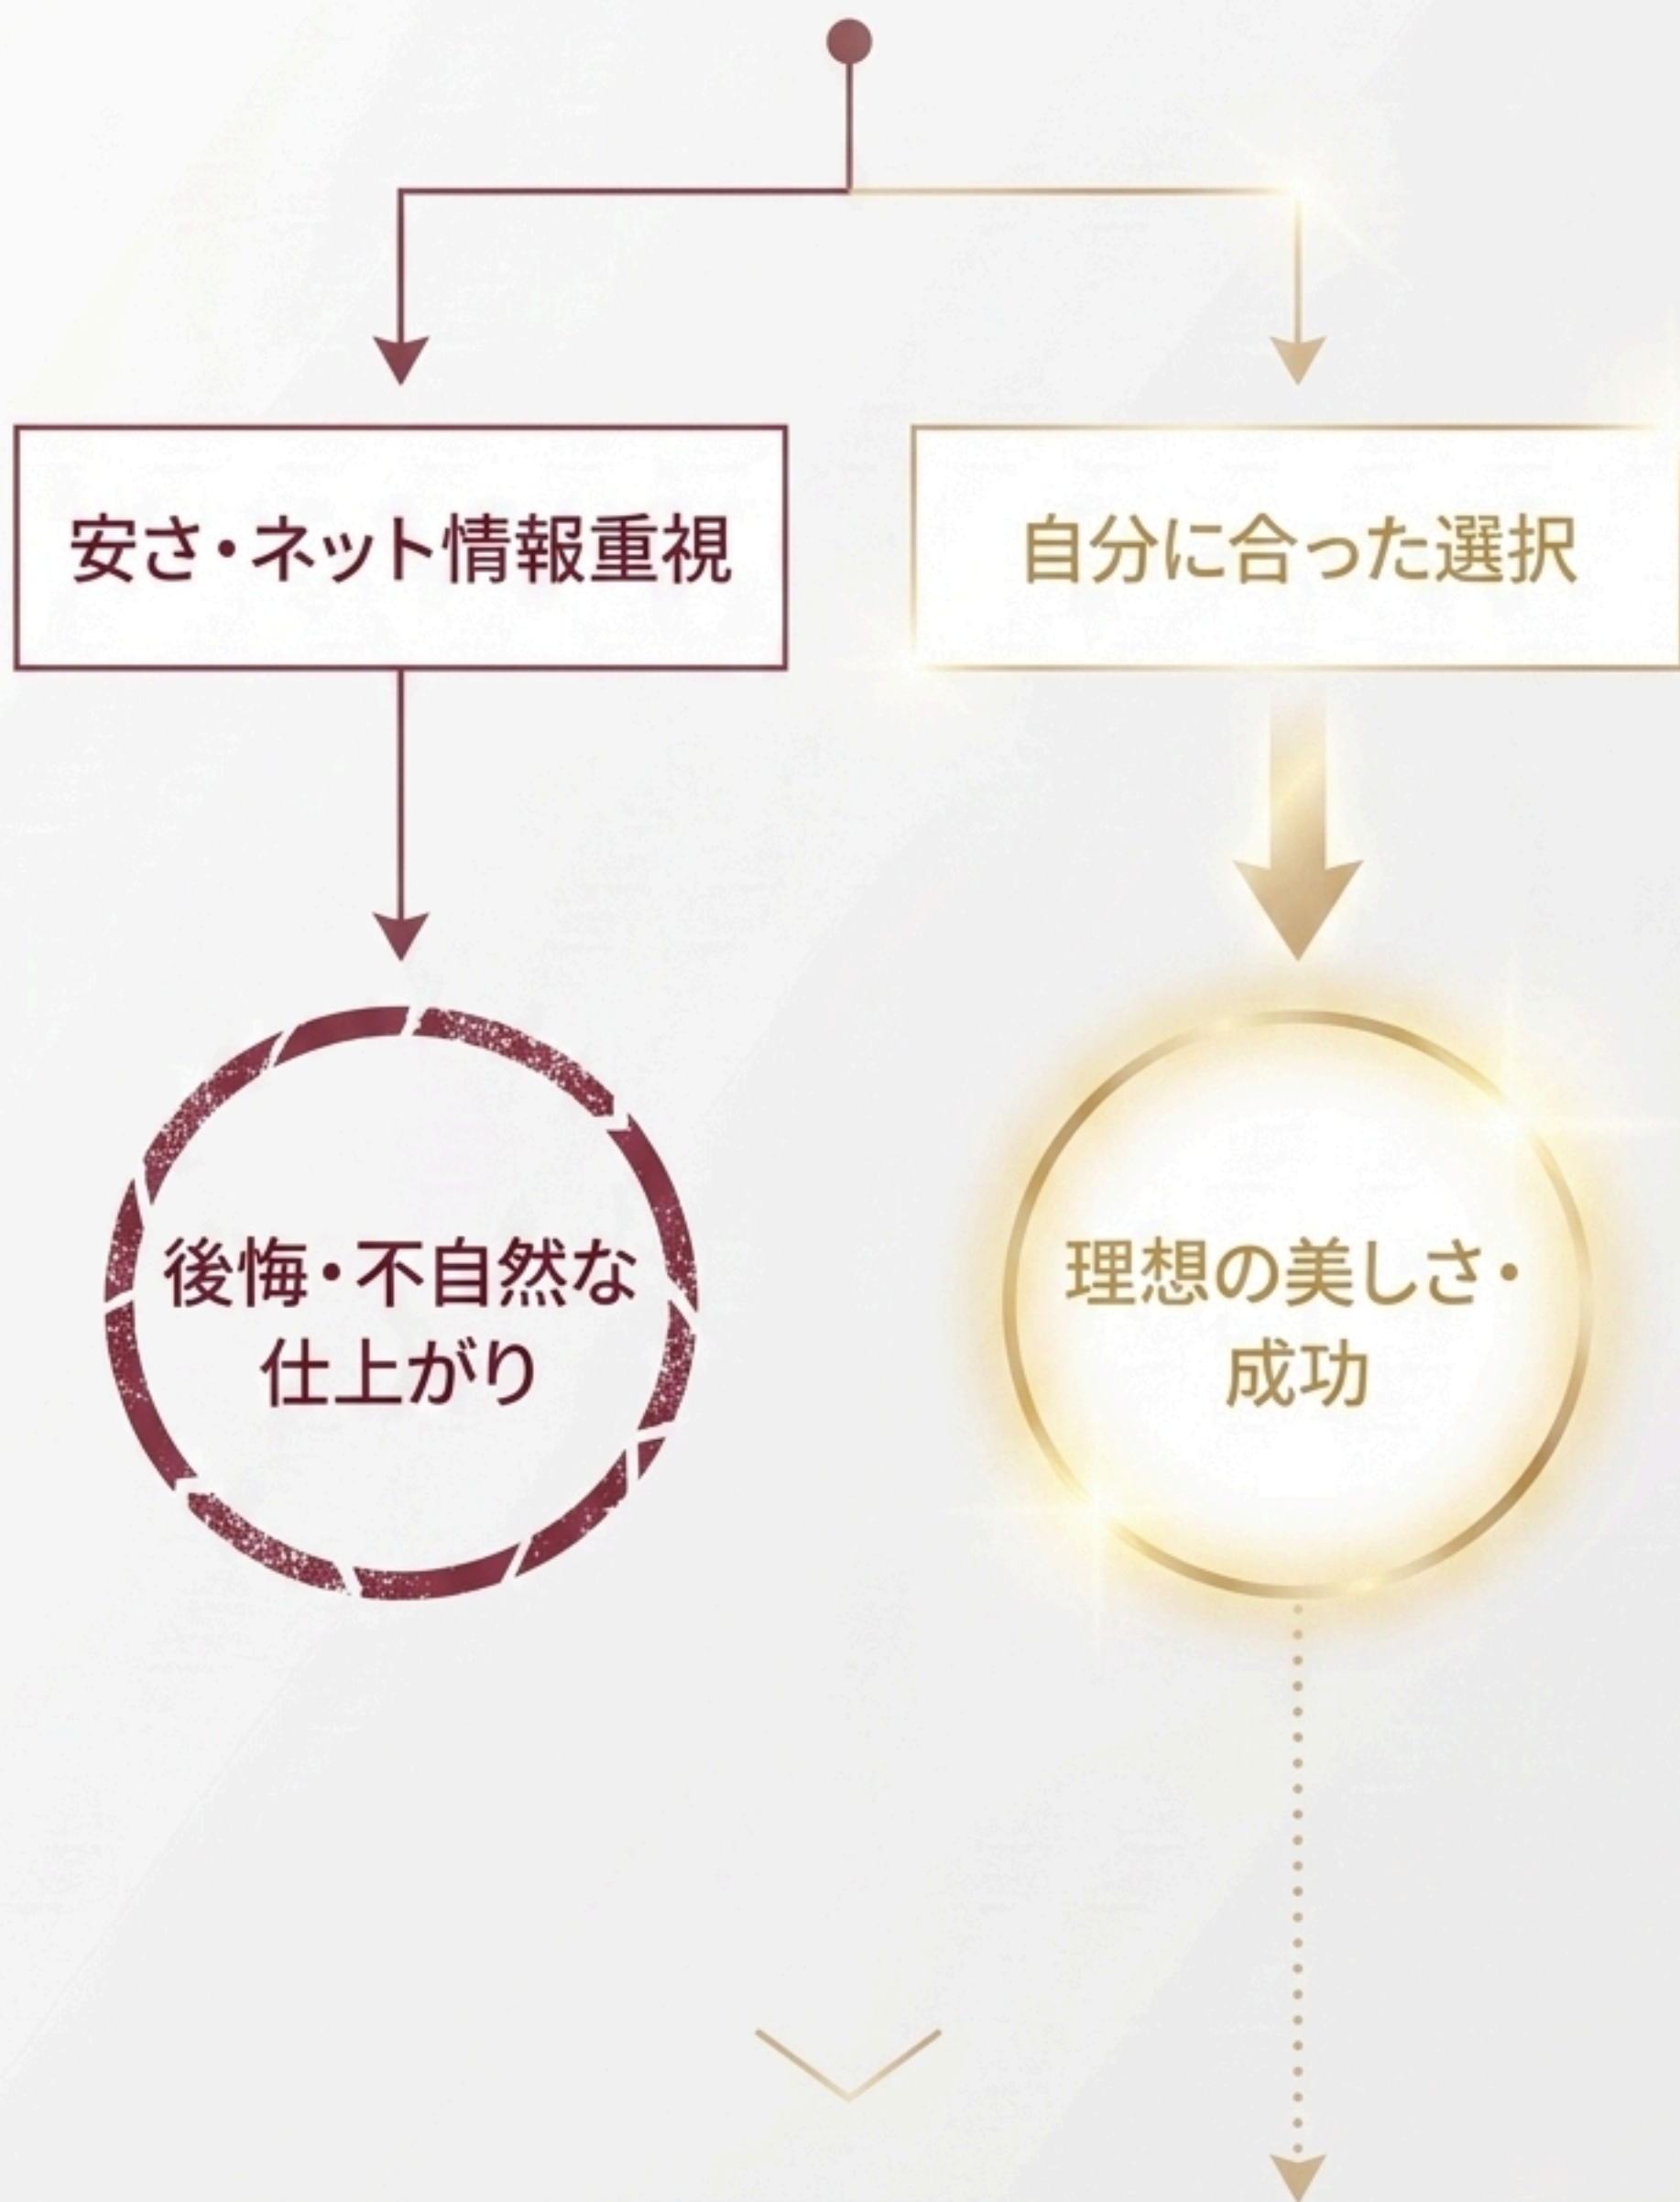 安さ・ネット情報重視
自分に合った選択
後悔・不自然な
仕上がり
理想の美しさ・
成功